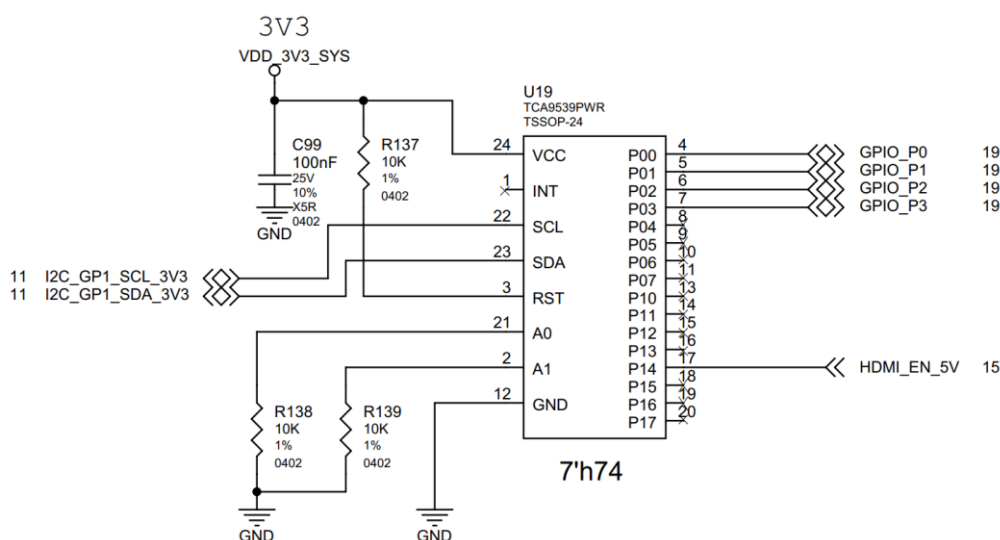 3V3
VDD_3V3_SYS
U19
TCA9539PWR
TSSOP-24
C99
100nF
25V
10%
X5R
0402
GND
R137
10K
1%
0402
24 VCC
1 INT
22 SCL
23 SDA
3 RST
21 A0
2 A1
12 GND
P00 4
P01 5
P02 6
P03 7
P04 8
P05 9
P06 10
P07 11
P10 13
P11 14
P12 15
P13 16
P14 17
P15 18
P16 19
P17 20
GPIO_P0 19
GPIO_P1 19
GPIO_P2 19
GPIO_P3 19
HDMI_EN_5V 15
11 I2C_GP1_SCL_3V3
11 I2C_GP1_SDA_3V3
R138
10K
1%
0402
R139
10K
1%
0402
GND
GND
7'h74